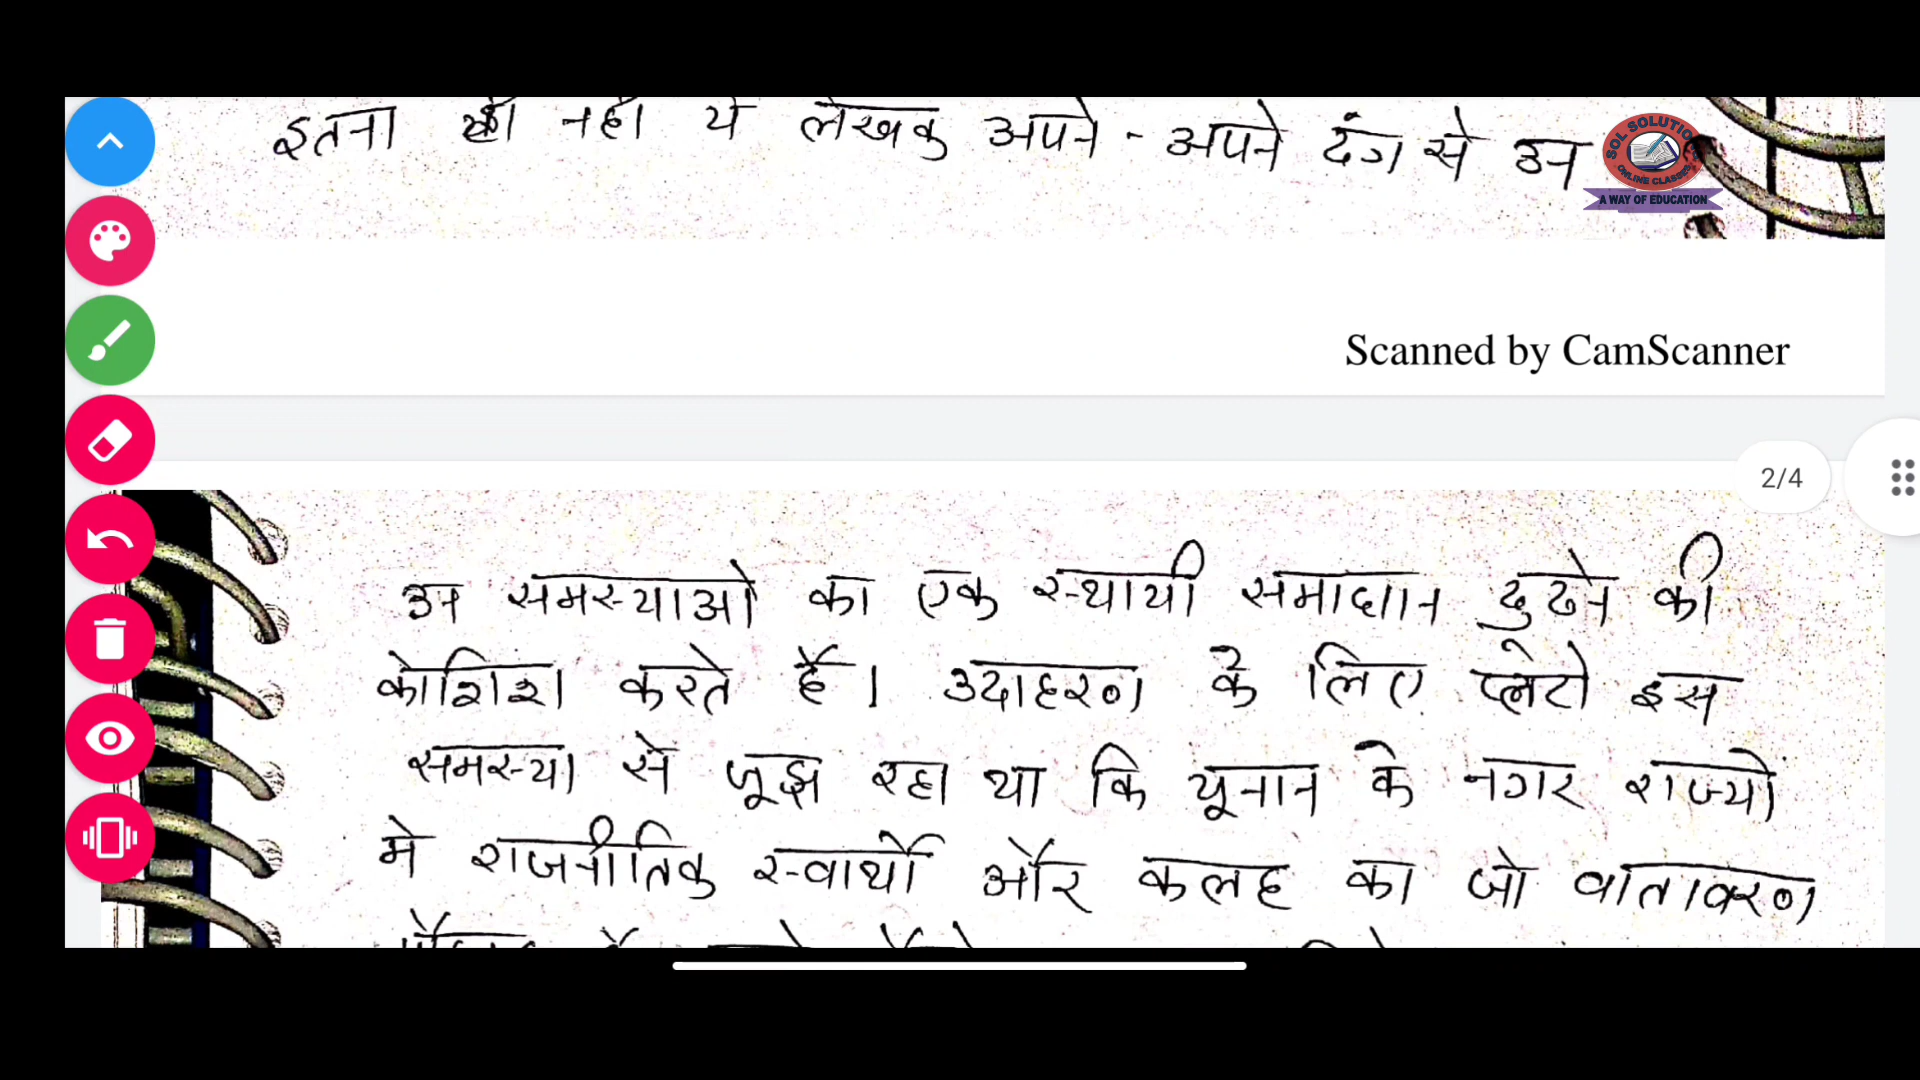 इतना ही नही ये लेखक अपने - अपने ढंग से उन
SOL SOLUTION
ONLINE CLASSES
A WAY OF EDUCATION
Scanned by CamScanner
2/4
उन समस्याओ का एक स्थायी समाधान ढुढने की
कोशिश करते है । उदाहरण के लिए प्लेटो इस
समस्या से जूझ रहा था कि यूनान के नगर राज्यो
मे राजनीतिक स्वार्थो और कलह का जो वातावरण